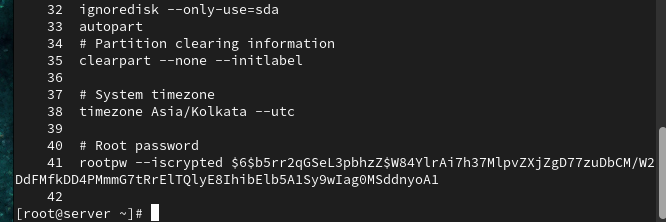 32 ignoredisk --only-use=sda
33 autopart
34 # Partition clearing information
35 clearpart --none --initlabel
36
37 # System timezone
38 timezone Asia/Kolkata --utc
39
40 # Root password
41 rootpw --iscrypted $6$b5rr2qGSeL3pbhzZ$W84YlrAi7h37MlpvZXjZgD77zuDbCM/W2
DdFMfkDD4PMmmG7tRrElTQlyE8IhibElb5A1Sy9wIag0MSddnyoA1
42
[root@server ~]#